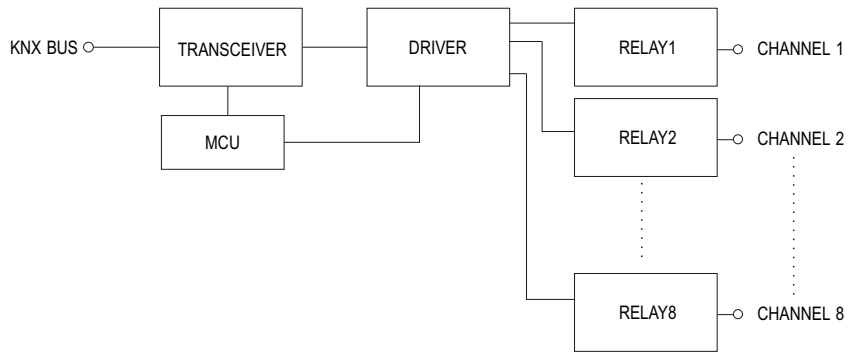 KNX BUS
TRANSCEIVER
DRIVER
RELAY1
CHANNEL 1
MCU
RELAY2
CHANNEL 2
RELAY8
CHANNEL 8